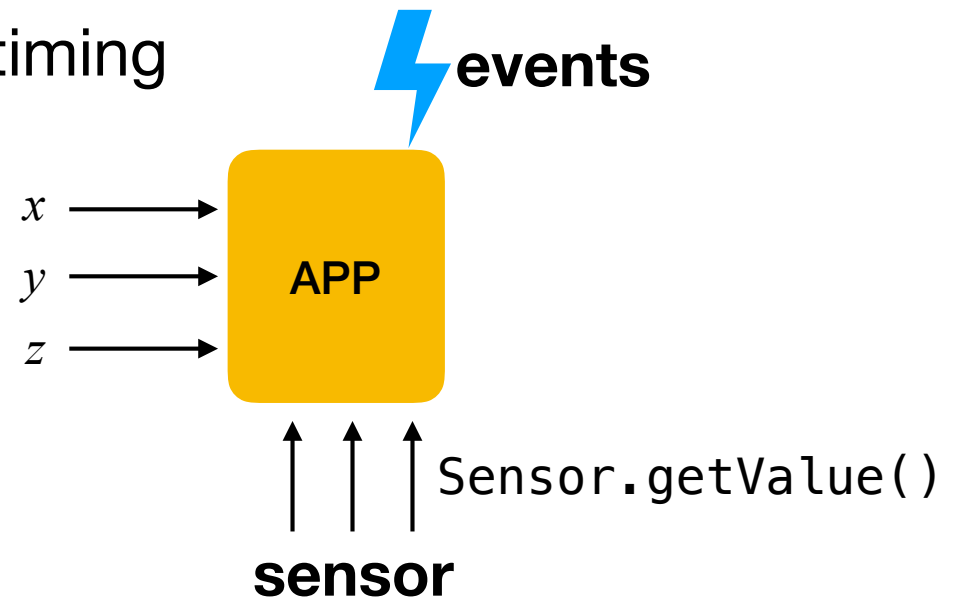 timing
events
x
y
APP
z
Sensor.getValue()
sensor